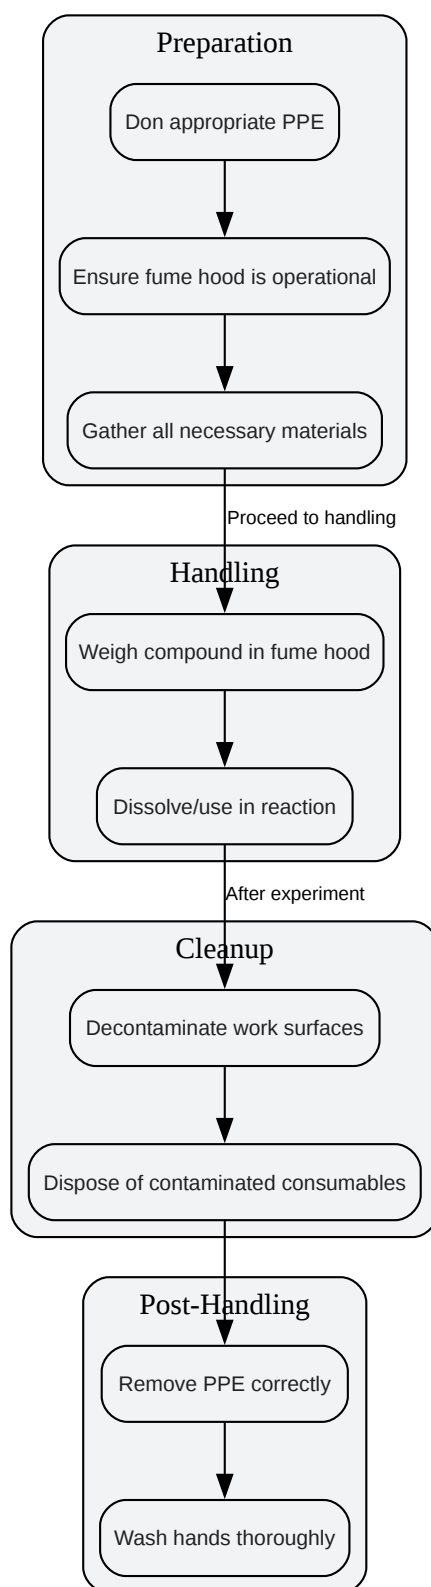 Preparation
Don appropriate PPE
Ensure fume hood is operational
Gather all necessary materials
Proceed to handling
Handling
Weigh compound in fume hood
Dissolve/use in reaction
After experiment
Cleanup
Decontaminate work surfaces
Dispose of contaminated consumables
Post-Handling
Remove PPE correctly
Wash hands thoroughly